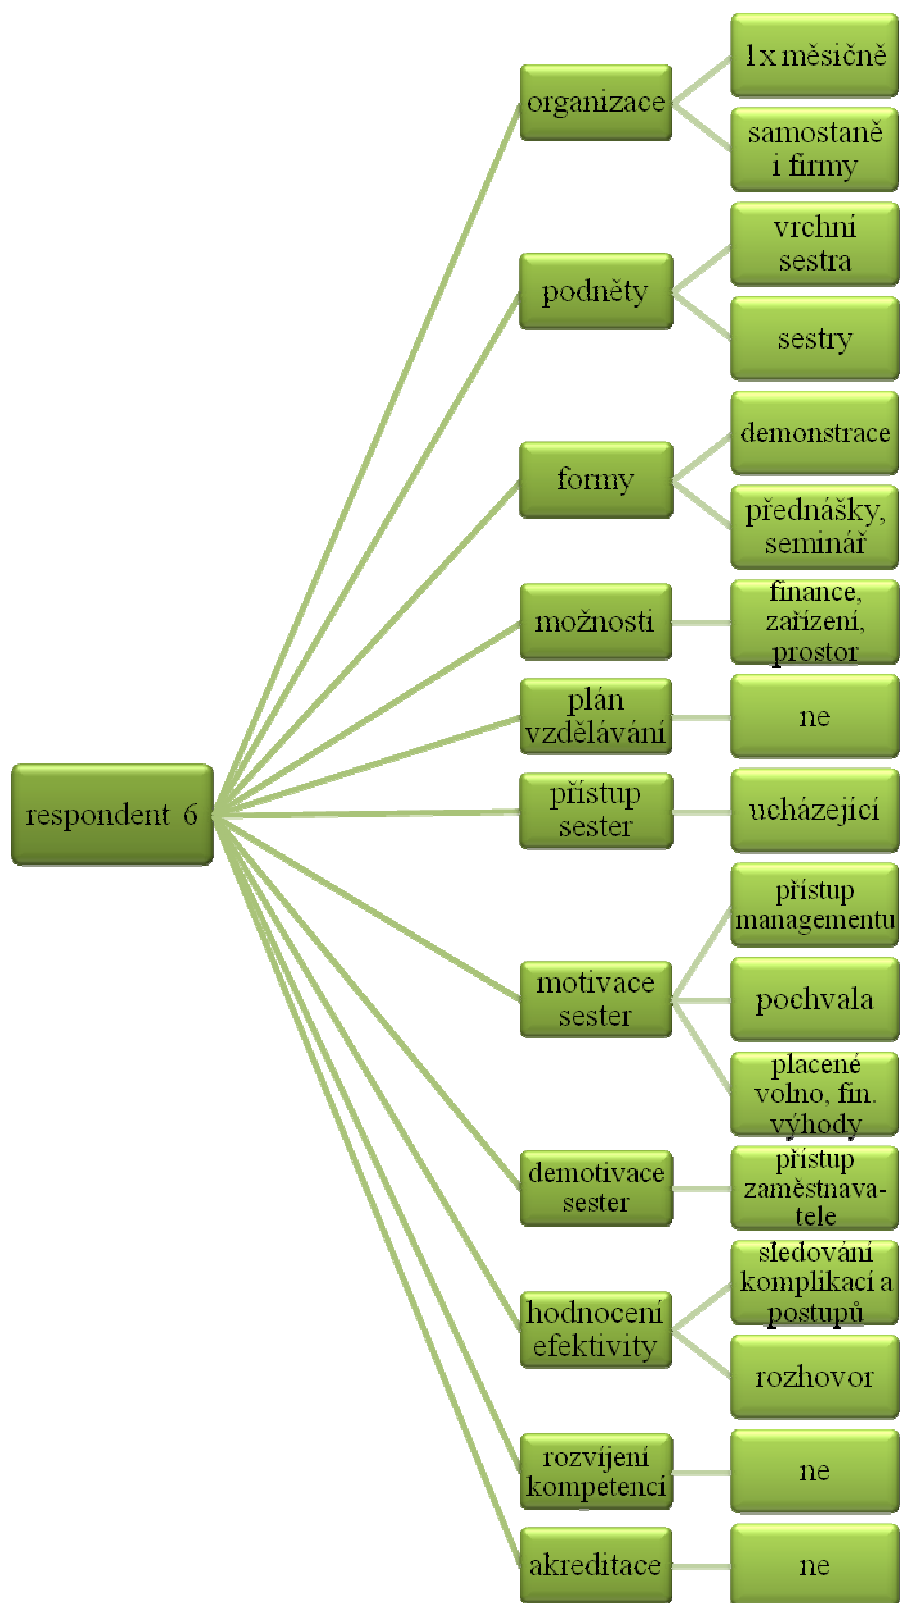 respondent 6
organizace
1x měsíčně
samostaně
i firmy
podněty
vrchní
sestra
sestry
formy
demonstrace
přednášky,
seminář
možnosti
finance,
zařízení,
prostor
plán
vzdělávání
ne
přístup
sester
ucházející
motivace
sester
přístup
managementu
pochvala
placené
volno, fin.
výhody
demotivace
sester
přístup
zaměstnava-
tele
hodnocení
efektivity
sledování
komplikací a
postupů
rozhovor
rozvíjení
kompetencí
ne
akreditace
ne